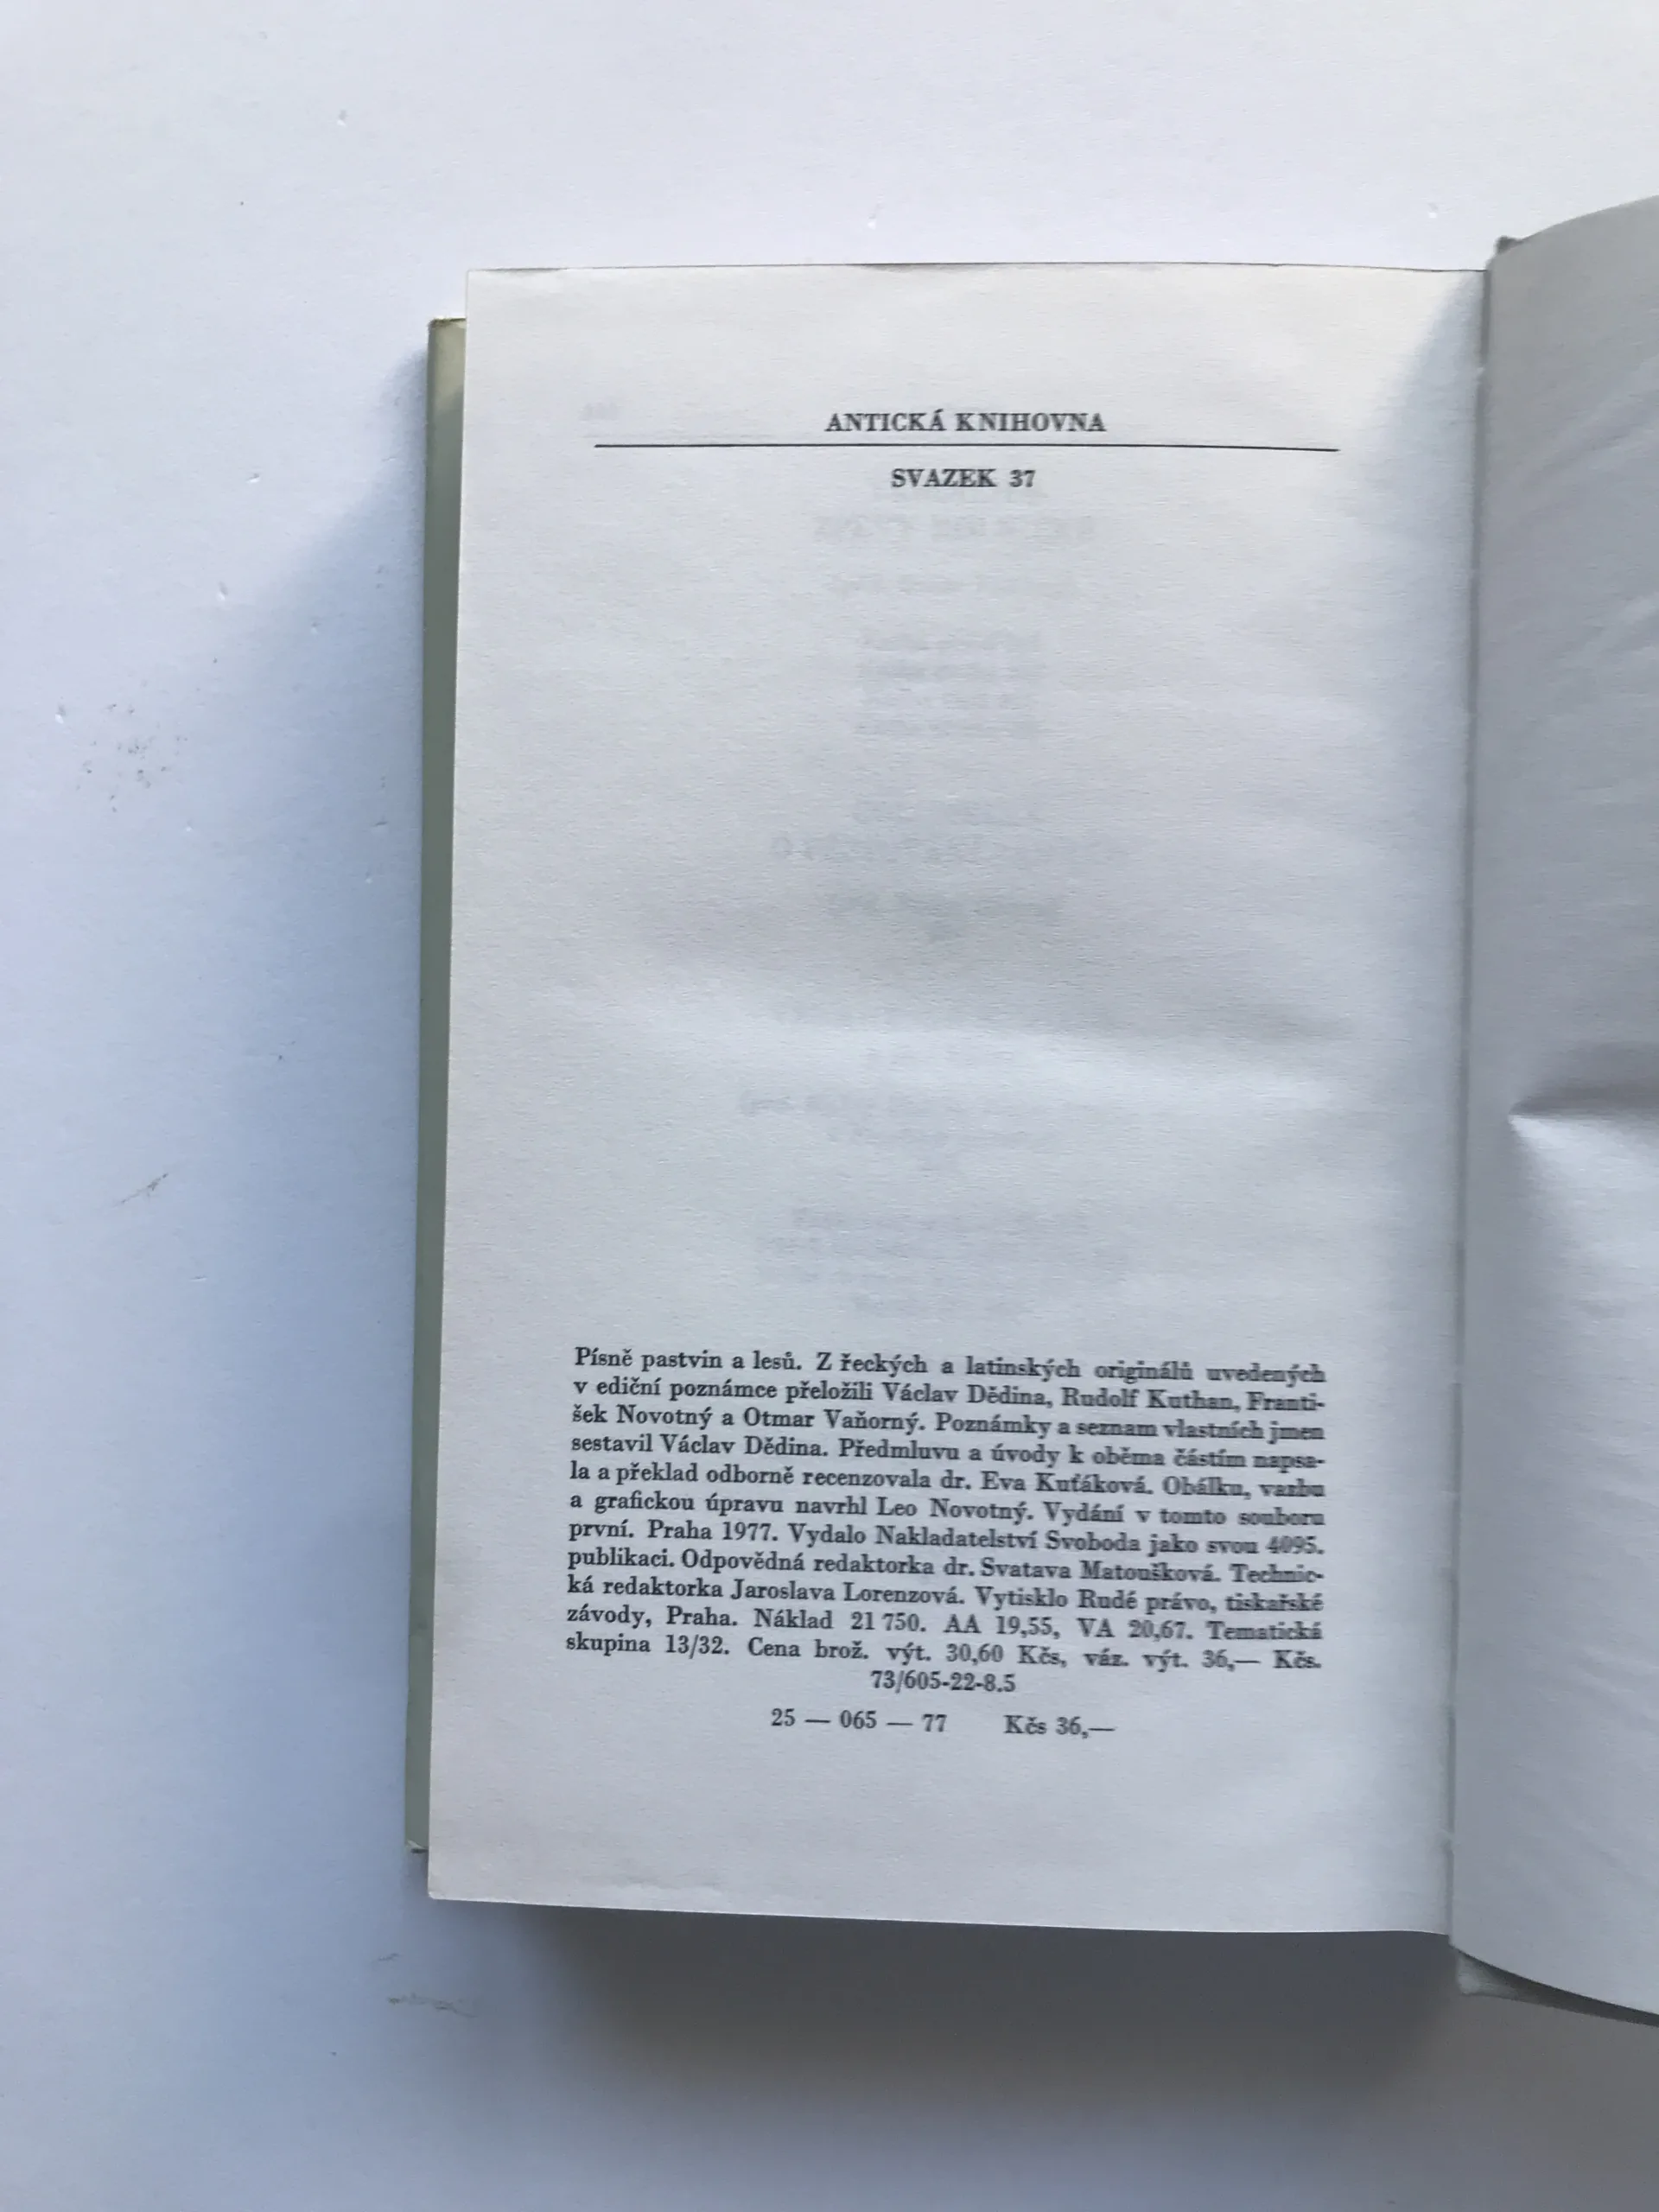 ANTICKÁ KNIHOVNA
SVAZEK 37
Písně pastvin a lesů. Z řeckých a latinských originálů uvedených
v ediční poznámce přeložili Václav Dědina, Rudolf Kuthan, Franti-
šek Novotný a Otmar Vaňorný. Poznámky a seznam vlastních jmen
sestavil Václav Dědina. Předmluvu a úvody k oběma částím napsa-
la a překlad odborně recenzovala dr. Eva Kuťáková. Obálku, vazbu
a grafickou úpravu navrhl Leo Novotný. Vydání v tomto souboru
první. Praha 1977. Vydalo Nakladatelství Svoboda jako svou 4095.
publikaci. Odpovědná redaktorka dr. Svatava Matoušková. Technic-
ká redaktorka Jaroslava Lorenzová. Vytisklo Rudé právo, tiskařské
závody, Praha. Náklad 21 750. AA 19,55, VA 20,67. Tematická
skupina 13/32. Cena brož. výt. 30,60 Kčs, váz. výt. 36,— Kčs.
73/605-22-8.5
25 — 065 — 77 Kčs 36,—